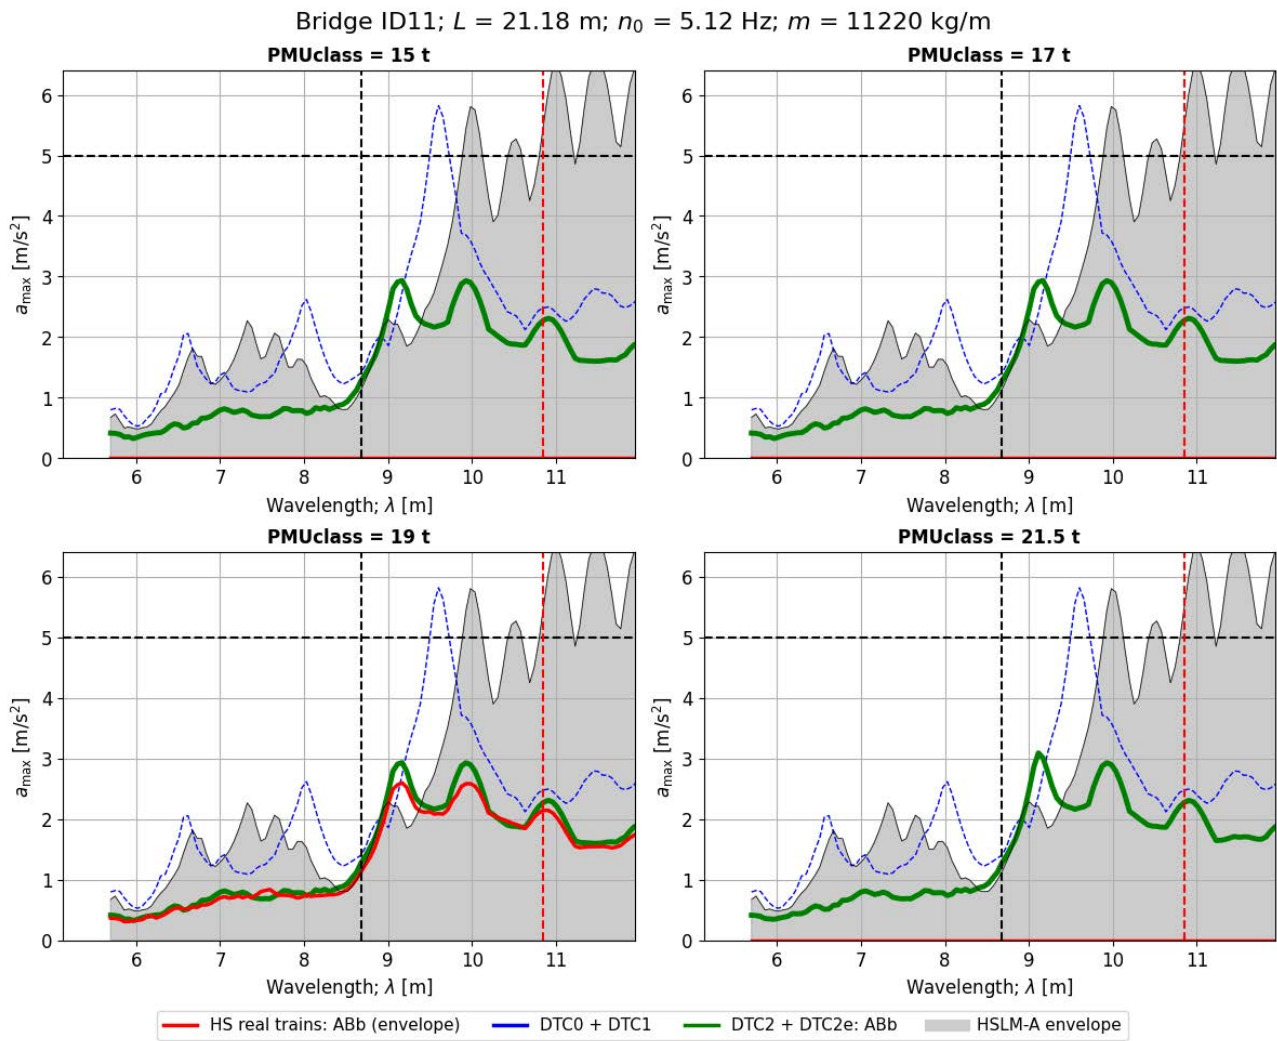 Bridge ID11; L = 21.18 m; n₀ = 5.12 Hz; m = 11220 kg/m
PMUclass = 15 t
6
5
4
3
2
1
0
aₘₐₓ [m/s²]
6 7 8 9 10 11
Wavelength; λ [m]
PMUclass = 17 t
6
5
4
3
2
1
0
aₘₐₓ [m/s²]
6 7 8 9 10 11
Wavelength; λ [m]
PMUclass = 19 t
6
5
4
3
2
1
0
aₘₐₓ [m/s²]
6 7 8 9 10 11
Wavelength; λ [m]
PMUclass = 21.5 t
6
5
4
3
2
1
0
aₘₐₓ [m/s²]
6 7 8 9 10 11
Wavelength; λ [m]
HS real trains: ABb (envelope) DTC0 + DTC1 DTC2 + DTC2e: ABb HSLM-A envelope